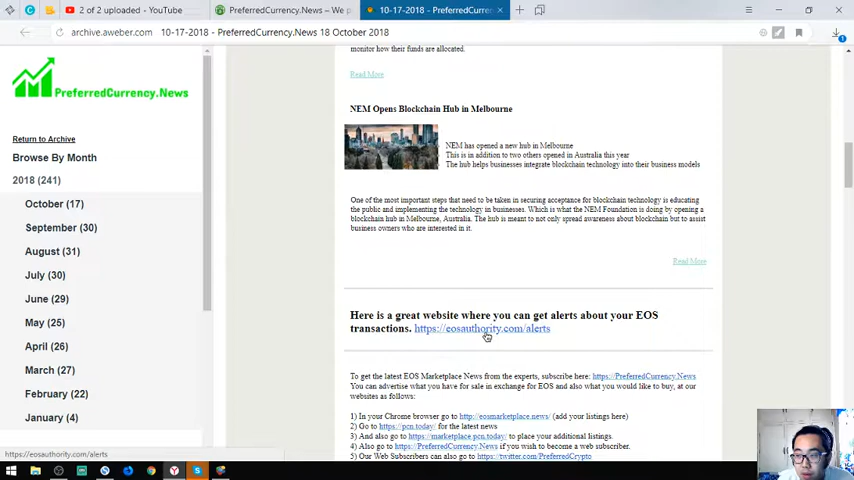 2 of 2 uploaded - YouTube
PreferredCurrency.News – We p
10-17-2018 - PreferredCurren
archive.aweber.com
10-17-2018 - PreferredCurrency.News 18 October 2018
PreferredCurrency.News
Return to Archive
Browse By Month
2018 (241)
October (17)
September (30)
August (31)
July (30)
June (29)
May (25)
April (26)
March (27)
February (22)
January (4)
https://eosauthority.com/alerts
monitor how their funds are allocated.
Read More
NEM Opens Blockchain Hub in Melbourne
NEM has opened a new hub in Melbourne
This is in addition to two others opened in Australia this year
The hub helps businesses integrate blockchain technology into their business models
One of the most important steps that need to be taken in securing acceptance for blockchain technology is educating
the public and implementing the technology in businesses. Which is what the NEM Foundation is doing by opening a
blockchain hub in Melbourne, Australia. The hub is meant to not only spread awareness about blockchain but to assist
business owners who are interested in it.
Read More
Here is a great website where you can get alerts about your EOS
transactions. https://eosauthority.com/alerts
To get the latest EOS Marketplace News from the experts, subscribe here: https://PreferredCurrency.News
You can advertise what you have for sale in exchange for EOS and also what you would like to buy, at our
websites as follows:
1) In your Chrome browser go to http://eosmarketplace.news/ (add your listings here)
2) Go to https://pcn.today/ for the latest news
3) And also go to https://marketplace.pcn.today/ to place your additional listings.
4) Also go to https://PreferredCurrency.News if you wish to become a web subscriber.
5) Our Web Subscribers can also go to https://twitter.com/PreferredCrypto